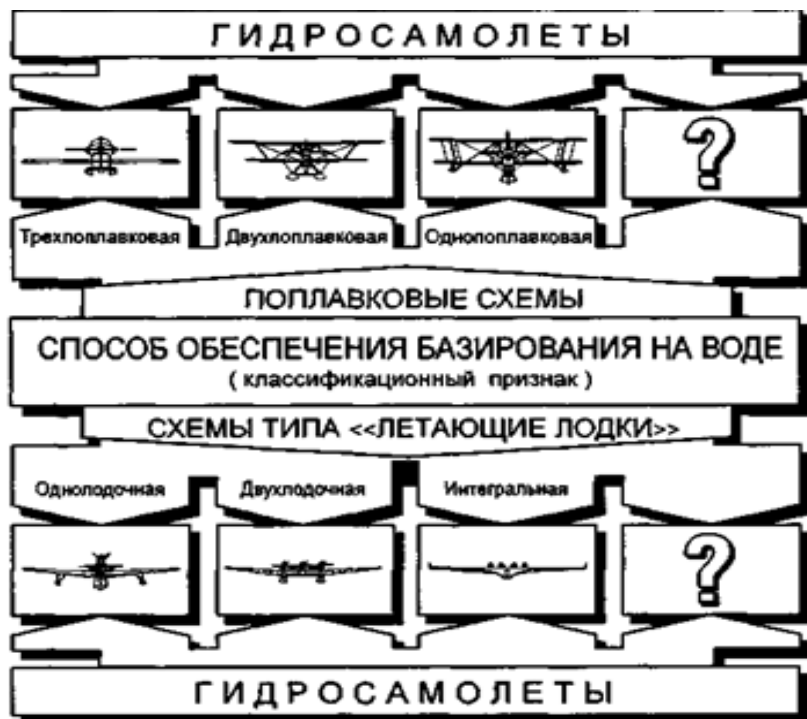 ГИДРОСАМОЛЕТЫ
?
Трехпоплавковая Двухпоплавковая Однопоплавковая
ПОПЛАВКОВЫЕ СХЕМЫ
СПОСОБ ОБЕСПЕЧЕНИЯ БАЗИРОВАНИЯ НА ВОДЕ
( классификационный признак )
СХЕМЫ ТИПА <<ЛЕТАЮЩИЕ ЛОДКИ>>
Однолодочная Двухлодочная Интегральная
?
ГИДРОСАМОЛЕТЫ